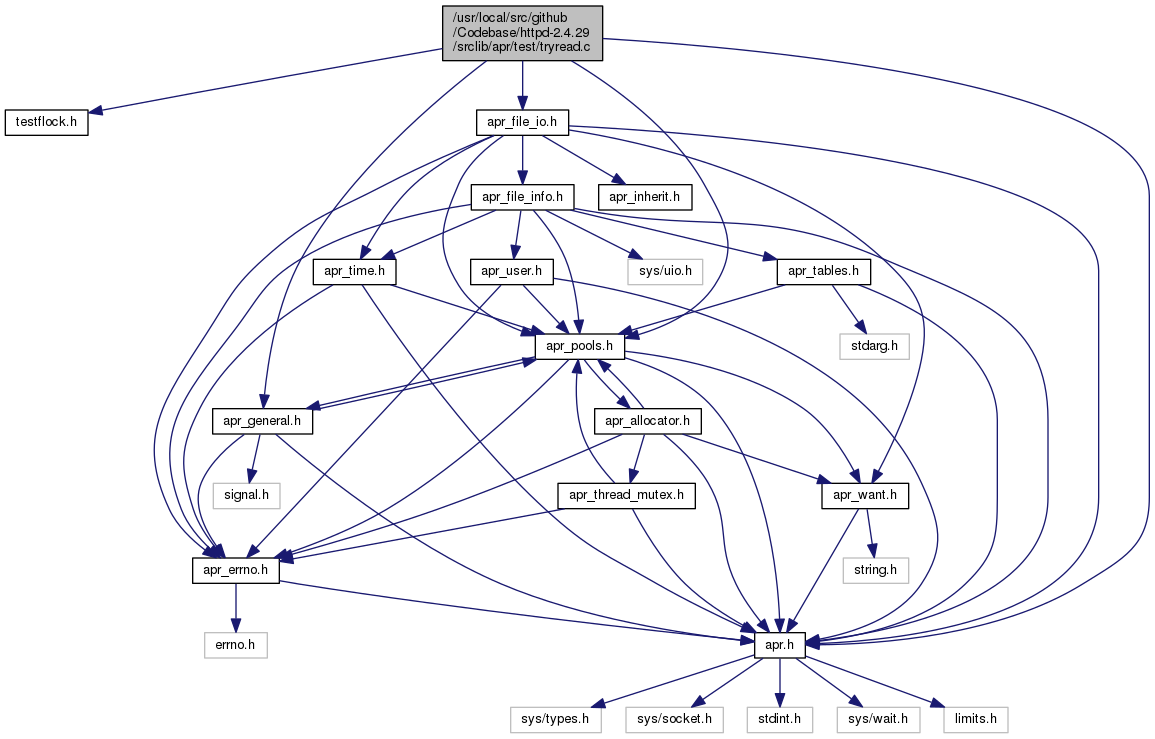 /usr/local/src/github
/Codebase/httpd-2.4.29
/srclib/apr/test/tryread.c
testflock.h
apr_file_io.h
apr_file_info.h
apr_inherit.h
apr_time.h
apr_user.h
sys/uio.h
apr_tables.h
apr_pools.h
stdarg.h
apr_general.h
apr_allocator.h
signal.h
apr_thread_mutex.h
apr_want.h
apr_errno.h
string.h
errno.h
apr.h
sys/types.h
sys/socket.h
stdint.h
sys/wait.h
limits.h